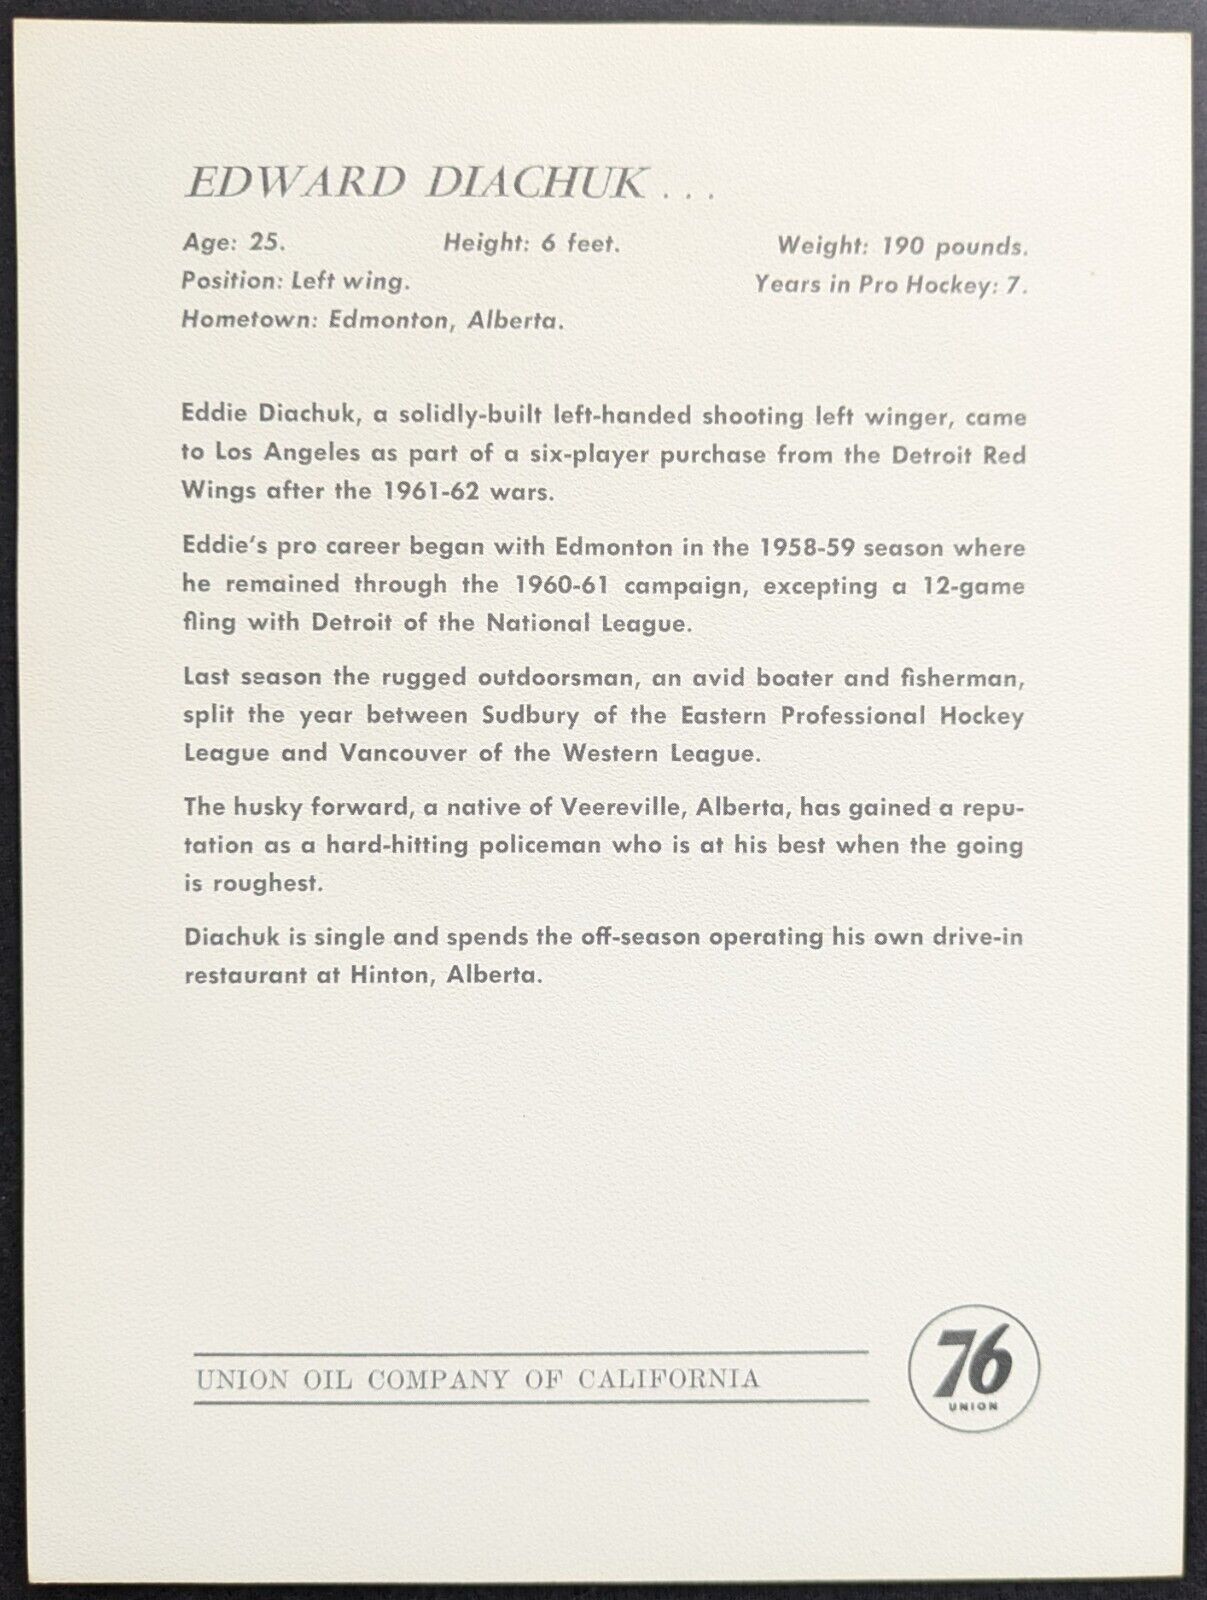 EDWARD DIACHUK . . .
Age: 25. Height: 6 feet. Weight: 190 pounds.
Position: Left wing. Years in Pro Hockey: 7.
Hometown: Edmonton, Alberta.
Eddie Diachuk, a solidly-built left-handed shooting left winger, came
to Los Angeles as part of a six-player purchase from the Detroit Red
Wings after the 1961-62 wars.
Eddie's pro career began with Edmonton in the 1958-59 season where
he remained through the 1960-61 campaign, excepting a 12-game
fling with Detroit of the National League.
Last season the rugged outdoorsman, an avid boater and fisherman,
split the year between Sudbury of the Eastern Professional Hockey
League and Vancouver of the Western League.
The husky forward, a native of Veereville, Alberta, has gained a repu-
tation as a hard-hitting policeman who is at his best when the going
is roughest.
Diachuk is single and spends the off-season operating his own drive-in
restaurant at Hinton, Alberta.
UNION OIL COMPANY OF CALIFORNIA
76
UNION